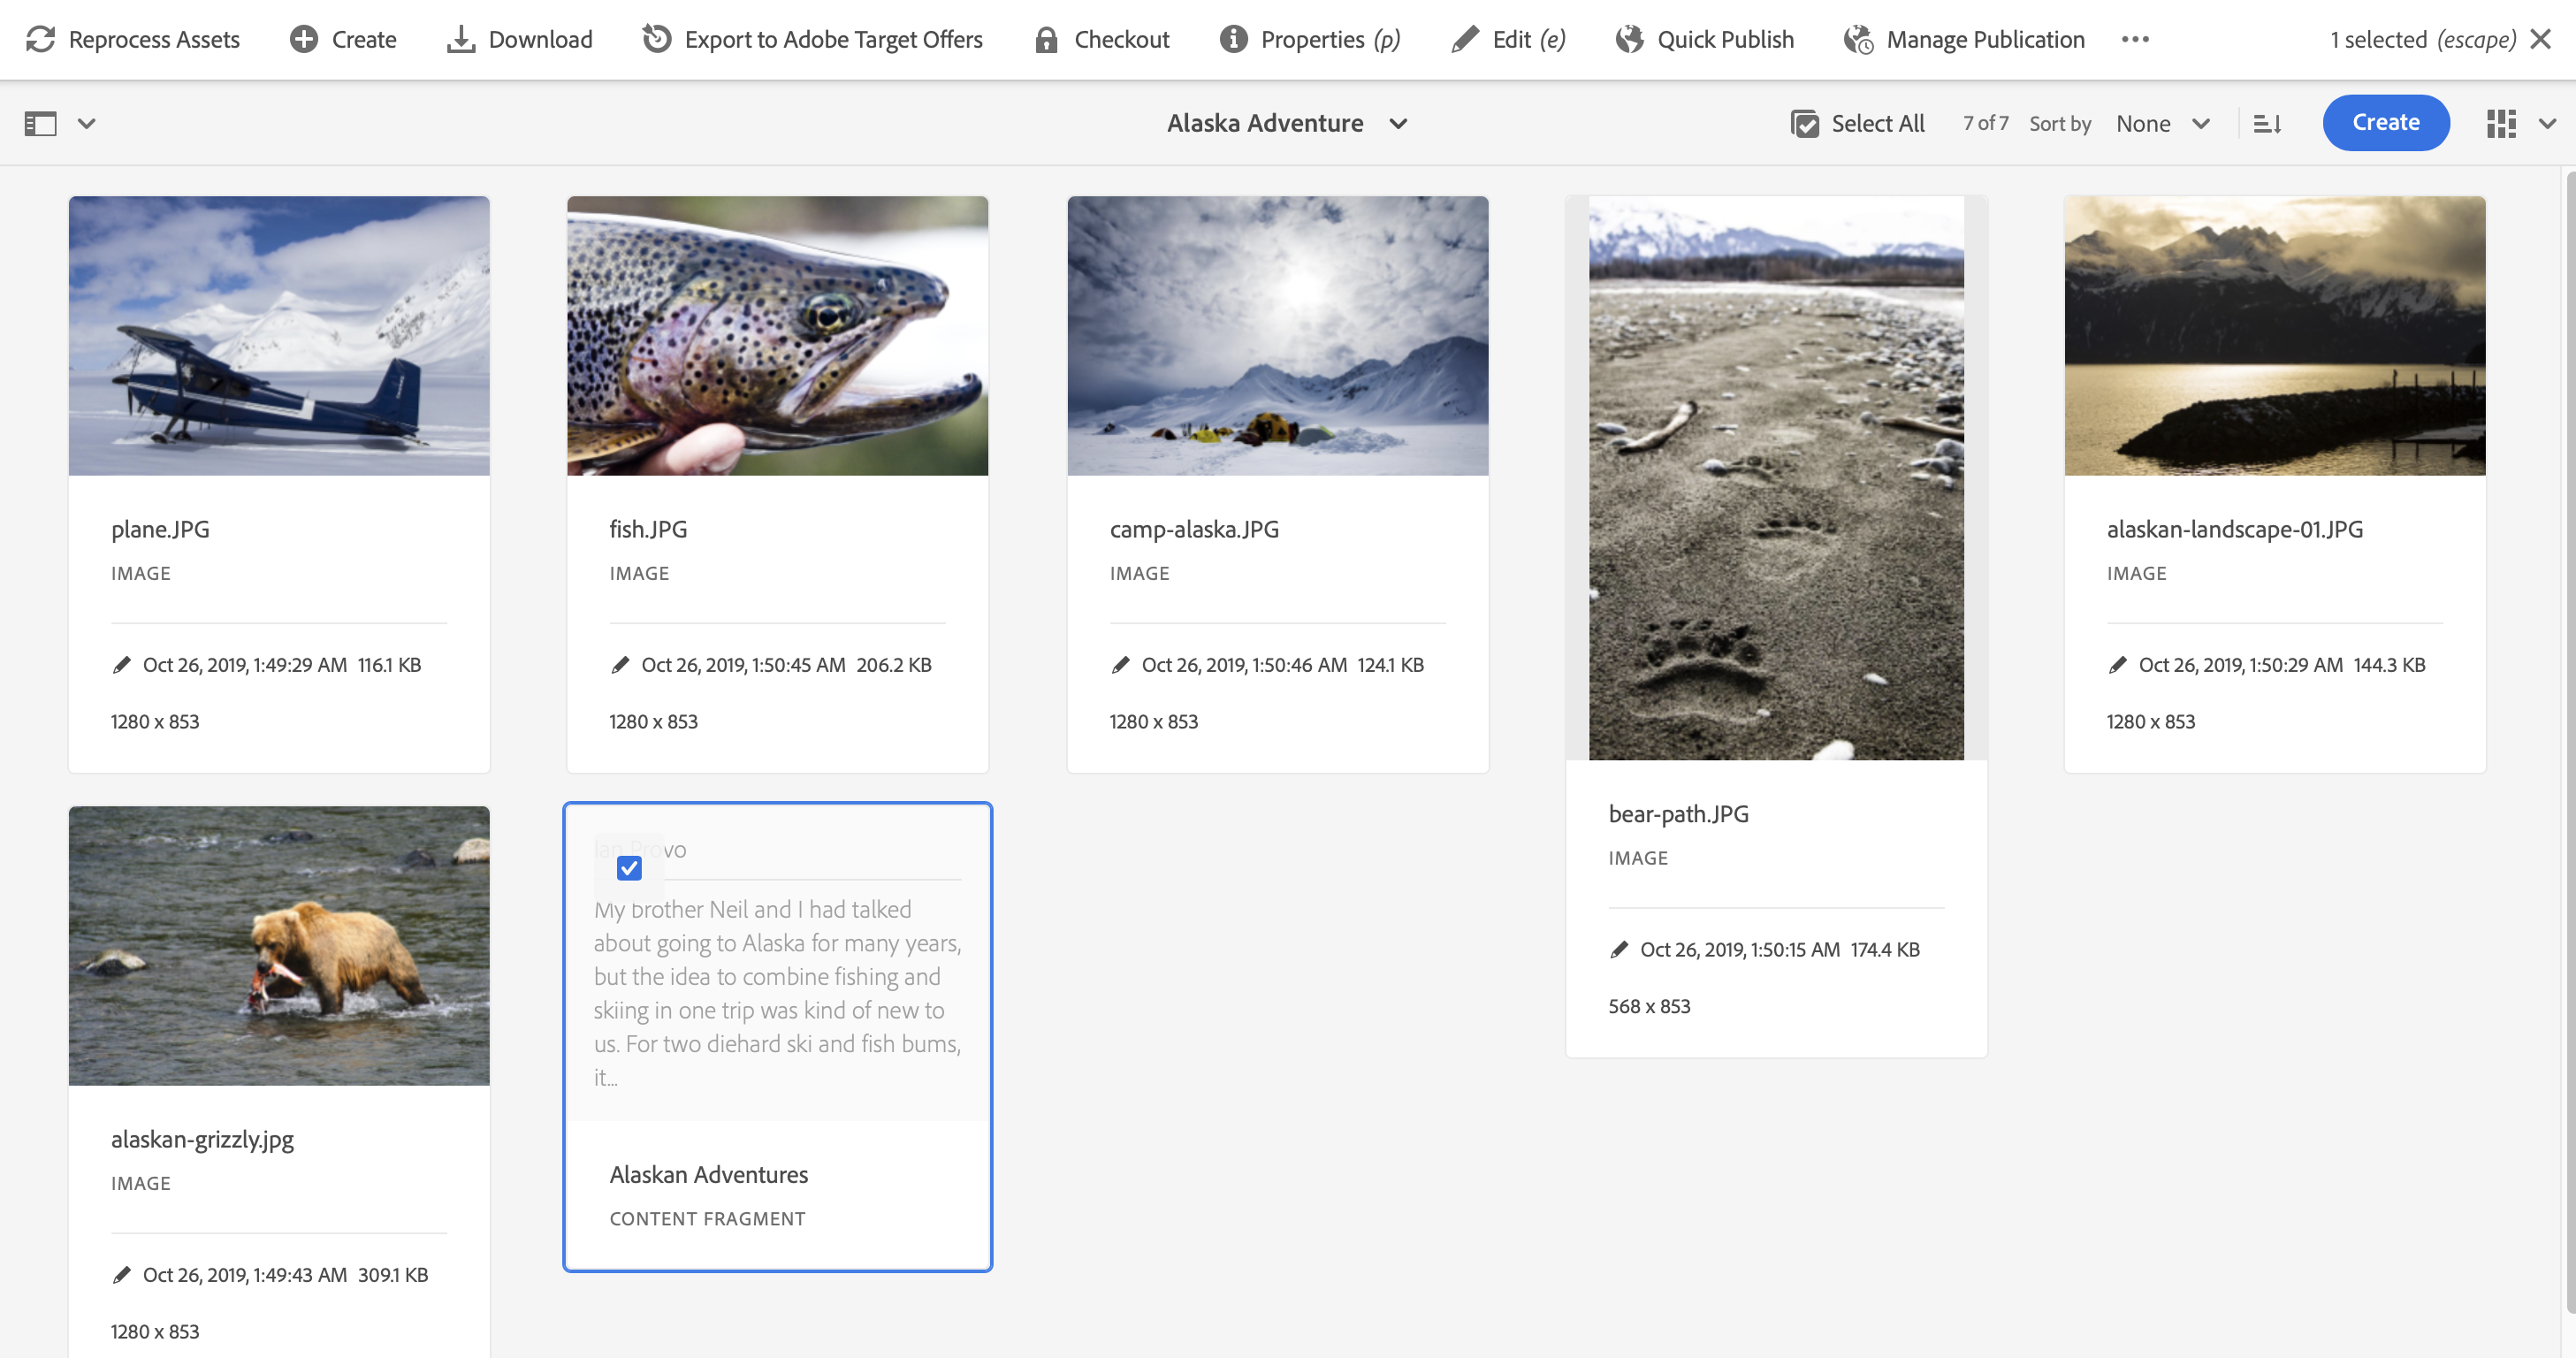 Reprocess Assets Create Download Export to Adobe Target Offers Checkout Properties (p) Edit (e) Quick Publish Manage Publication 1 selected (escape)
Alaska Adventure Select All 7 of 7 Sort by None Create
plane.JPG
IMAGE
Oct 26, 2019, 1:49:29 AM 116.1 KB
1280 x 853
fish.JPG
IMAGE
Oct 26, 2019, 1:50:45 AM 206.2 KB
1280 x 853
camp-alaska.JPG
IMAGE
Oct 26, 2019, 1:50:46 AM 124.1 KB
1280 x 853
bear-path.JPG
IMAGE
Oct 26, 2019, 1:50:15 AM 174.4 KB
568 x 853
alaskan-landscape-01.JPG
IMAGE
Oct 26, 2019, 1:50:29 AM 144.3 KB
1280 x 853
alaskan-grizzly.jpg
IMAGE
Oct 26, 2019, 1:49:43 AM 309.1 KB
1280 x 853
Ian Provo
My brother Neil and I had talked
about going to Alaska for many years,
but the idea to combine fishing and
skiing in one trip was kind of new to
us. For two diehard ski and fish bums,
it...
Alaskan Adventures
CONTENT FRAGMENT